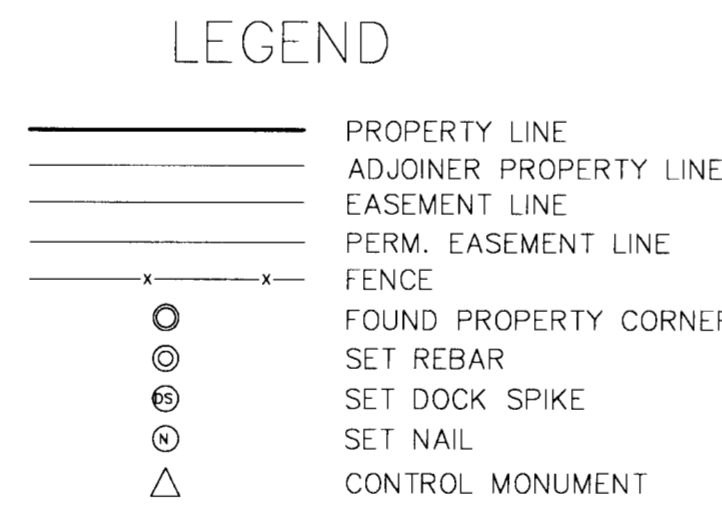 LEGEND
PROPERTY LINE
ADJOINER PROPERTY LINE
EASEMENT LINE
PERM. EASEMENT LINE
x x FENCE
FOUND PROPERTY CORNER
SET REBAR
DS SET DOCK SPIKE
N SET NAIL
CONTROL MONUMENT